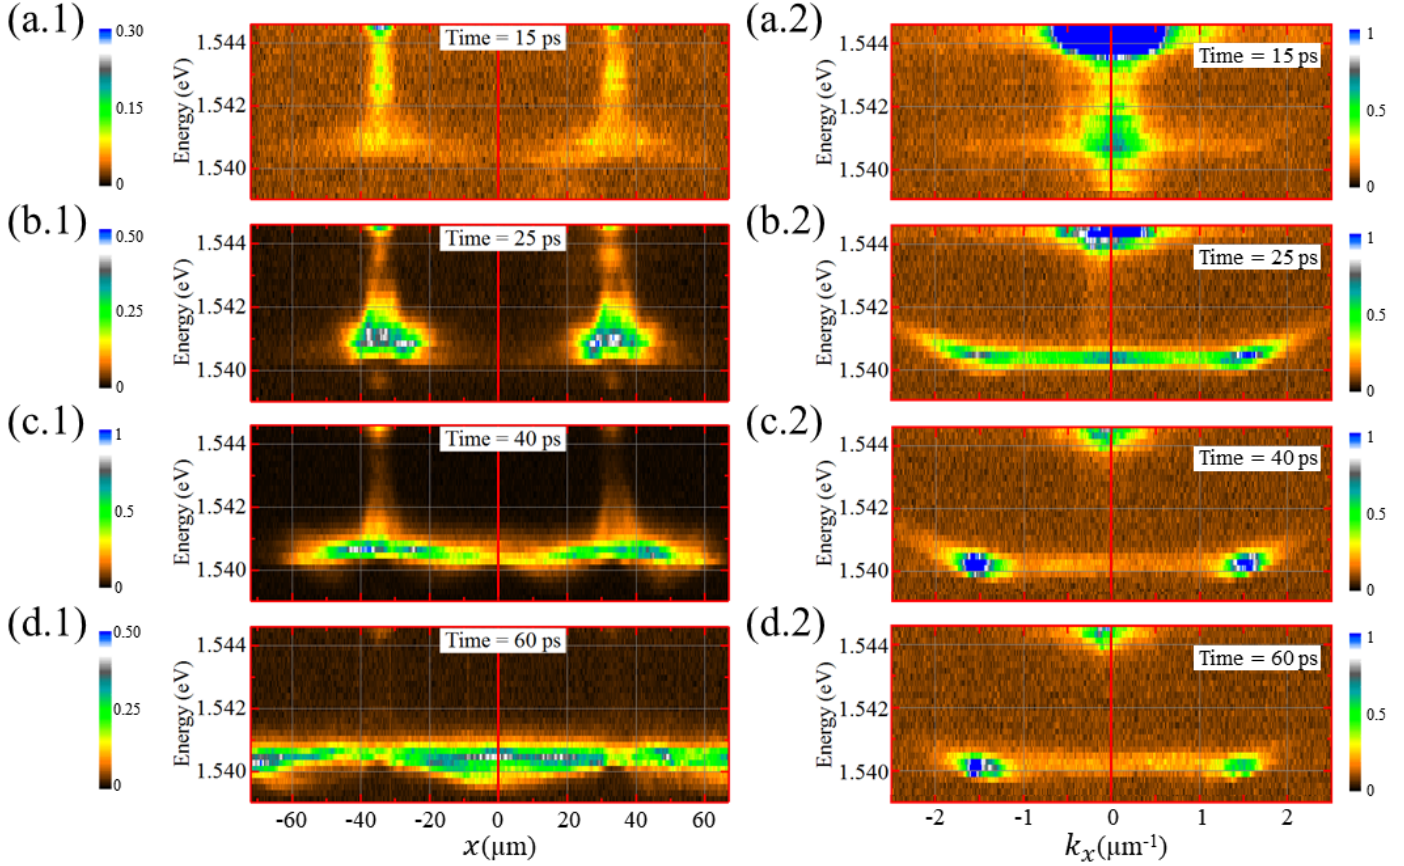 (a.1)
0.30
0.15
0
Energy (eV)
1.544
1.542
1.540
Time = 15 ps
(a.2)
Energy (eV)
1.544
1.542
1.540
Time = 15 ps
1
0.5
0
(b.1)
0.50
0.25
0
Energy (eV)
1.544
1.542
1.540
Time = 25 ps
(b.2)
Energy (eV)
1.544
1.542
1.540
Time = 25 ps
1
0.5
0
(c.1)
1
0.5
0
Energy (eV)
1.544
1.542
1.540
Time = 40 ps
(c.2)
Energy (eV)
1.544
1.542
1.540
Time = 40 ps
1
0.5
0
(d.1)
0.50
0.25
0
Energy (eV)
1.544
1.542
1.540
Time = 60 ps
-60 -40 -20 0 20 40 60
x(μm)
(d.2)
Energy (eV)
1.544
1.542
1.540
Time = 60 ps
1
0.5
0
-2 -1 0 1 2
kₓ(μm⁻¹)